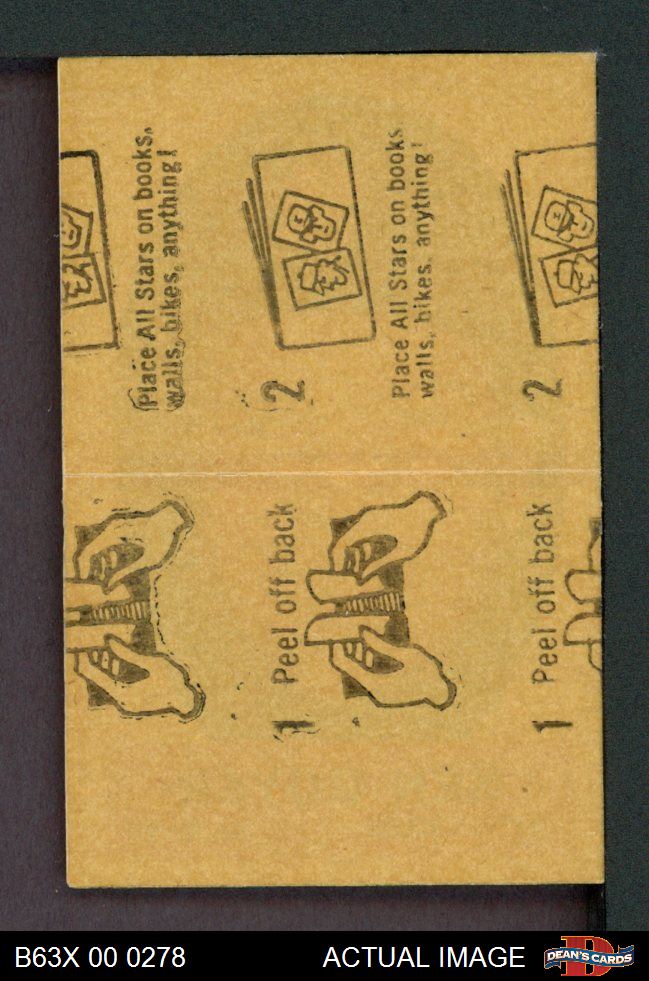 Place All Stars on books,
walls, bikes, anything!
2
Place All Stars on books
walls, bikes, anything!
2
1 Peel off back
1 Peel off back
B63X 00 0278
ACTUAL IMAGE
DEAN'S CARDS